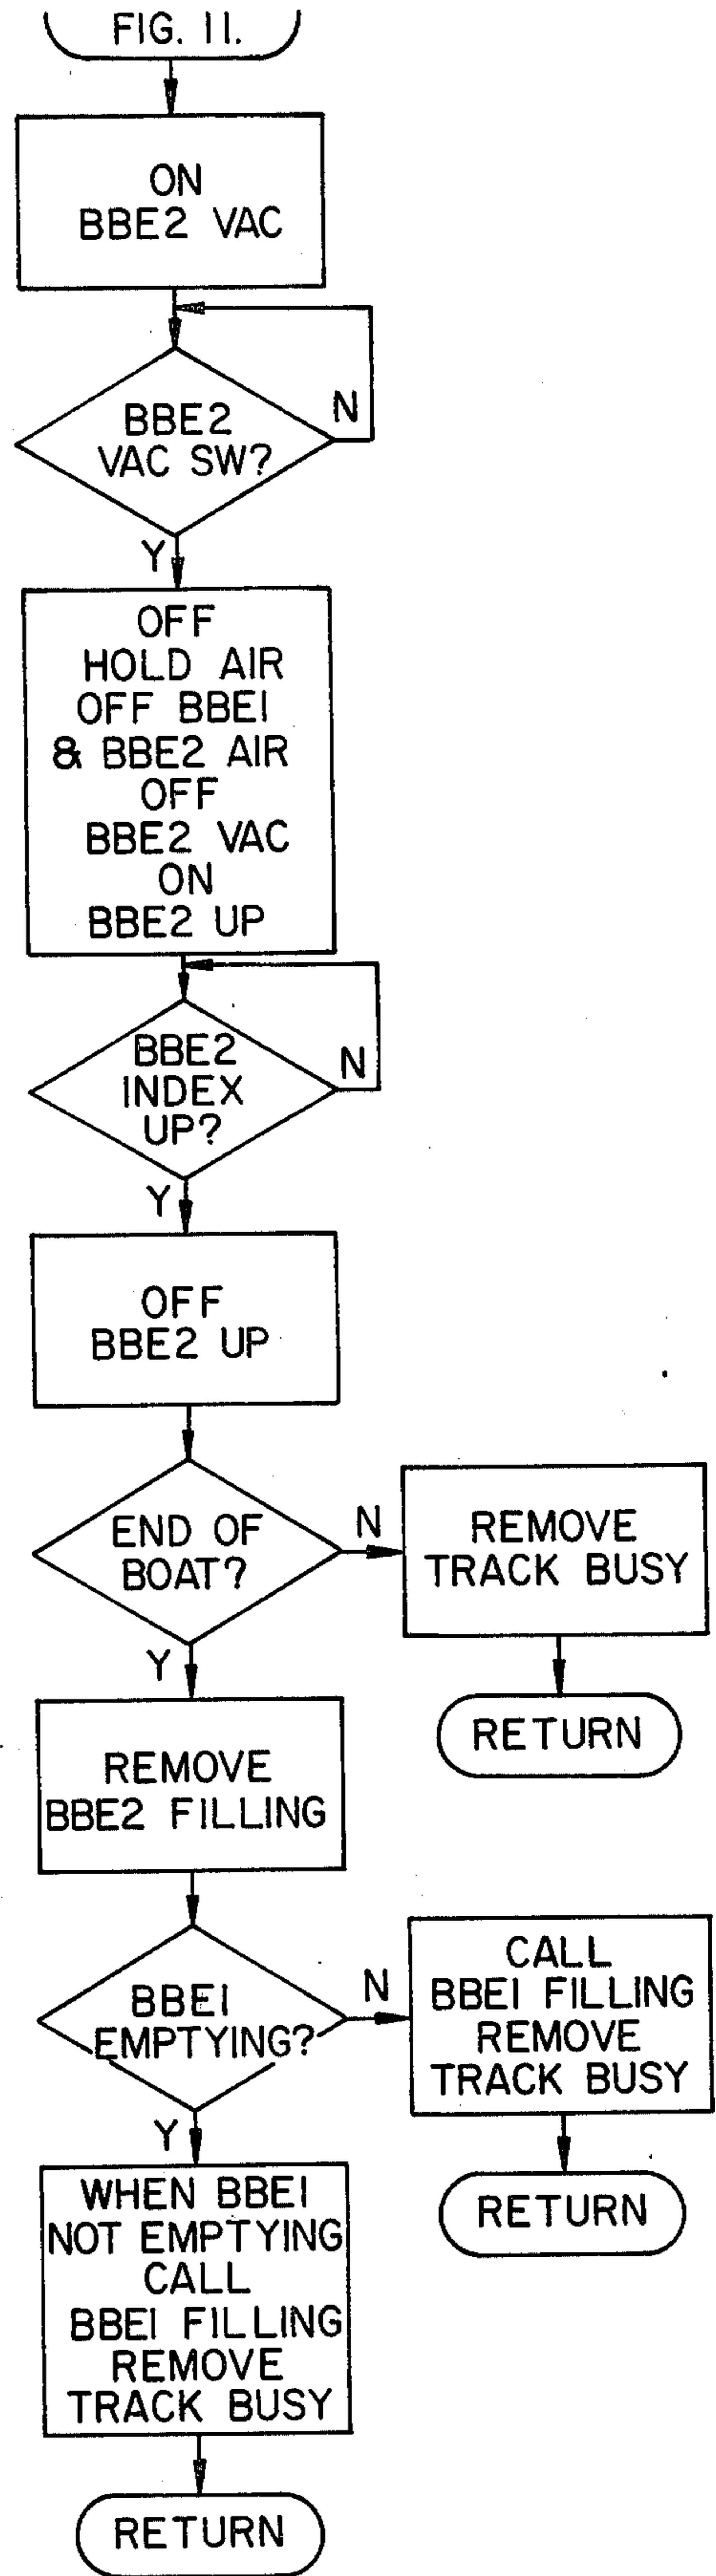 FIG. 11.
ON
BBE2 VAC
BBE2
VAC SW?
N
Y
OFF
HOLD AIR
OFF BBE1
& BBE2 AIR
OFF
BBE2 VAC
ON
BBE2 UP
BBE2
INDEX
UP?
N
Y
OFF
BBE2 UP
END OF
BOAT?
N
REMOVE
TRACK BUSY
RETURN
Y
REMOVE
BBE2 FILLING
BBE1
EMPTYING?
N
CALL
BBE1 FILLING
REMOVE
TRACK BUSY
RETURN
Y
WHEN BBE1
NOT EMPTYING
CALL
BBE1 FILLING
REMOVE
TRACK BUSY
RETURN